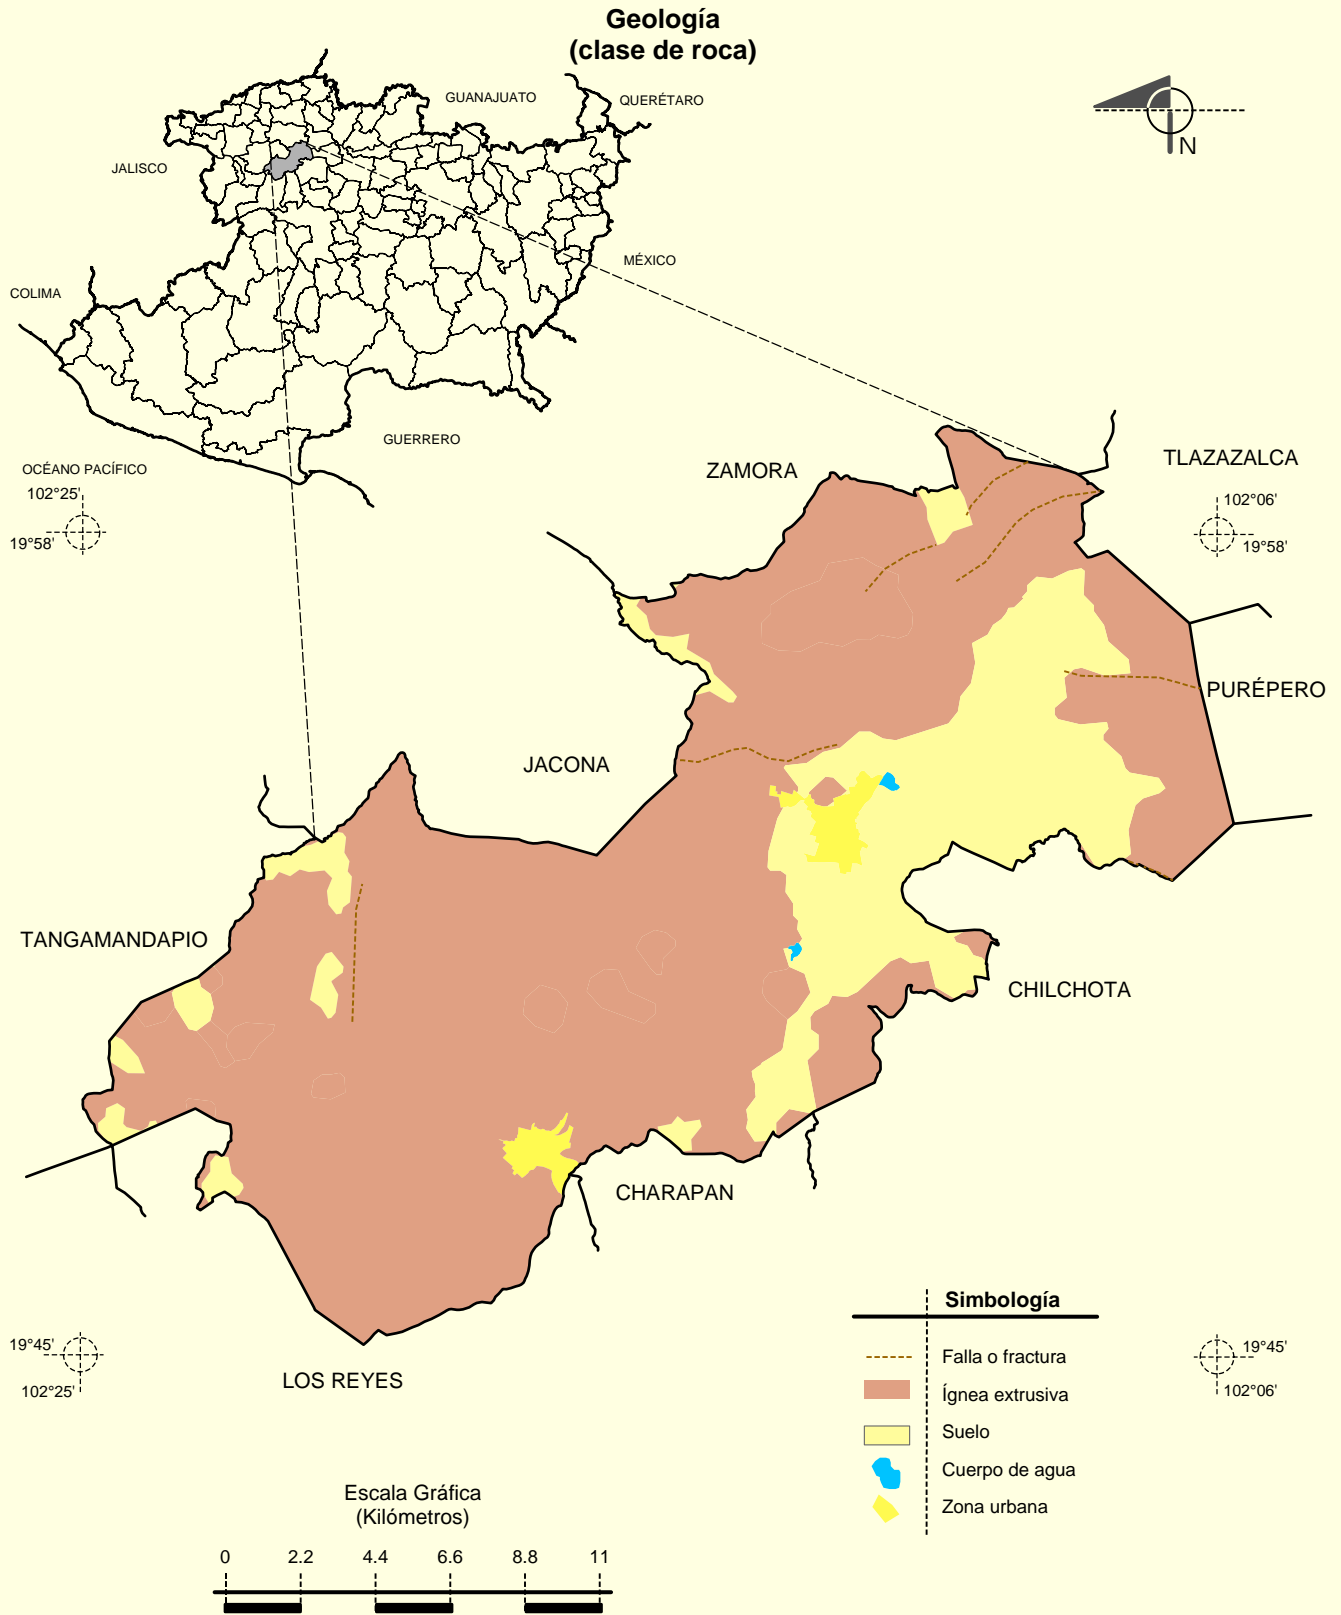 Geología
(clase de roca)
GUANAJUATO
QUERÉTARO
N
JALISCO
MÉXICO
COLIMA
GUERRERO
OCÉANO PACÍFICO
102°25'
19°58'
ZAMORA
TLAZAZALCA
102°06'
19°58'
PURÉPERO
JACONA
TANGAMANDAPIO
CHILCHOTA
CHARAPAN
LOS REYES
19°45'
102°25'
19°45'
102°06'
Simbología
Falla o fractura
Ígnea extrusiva
Suelo
Cuerpo de agua
Zona urbana
Escala Gráfica
(Kilómetros)
0 2.2 4.4 6.6 8.8 11